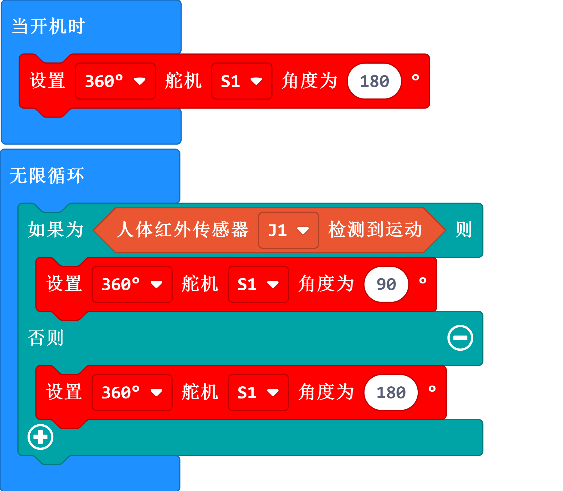 当开机时
设置 360° 舵机 S1 角度为 180 °
无限循环
如果为 人体红外传感器 J1 检测到运动 则
设置 360° 舵机 S1 角度为 90 °
否则
设置 360° 舵机 S1 角度为 180 °